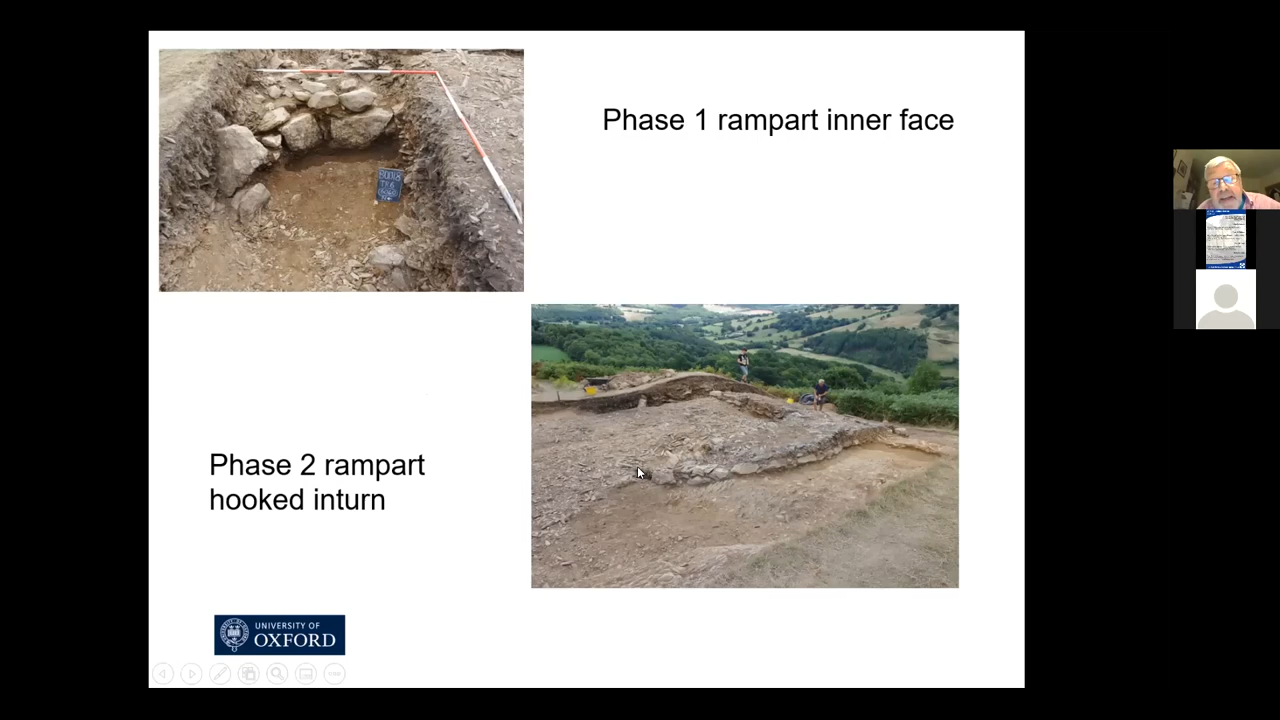 Phase 1 rampart inner face
Phase 2 rampart
hooked inturn
UNIVERSITY OF
OXFORD